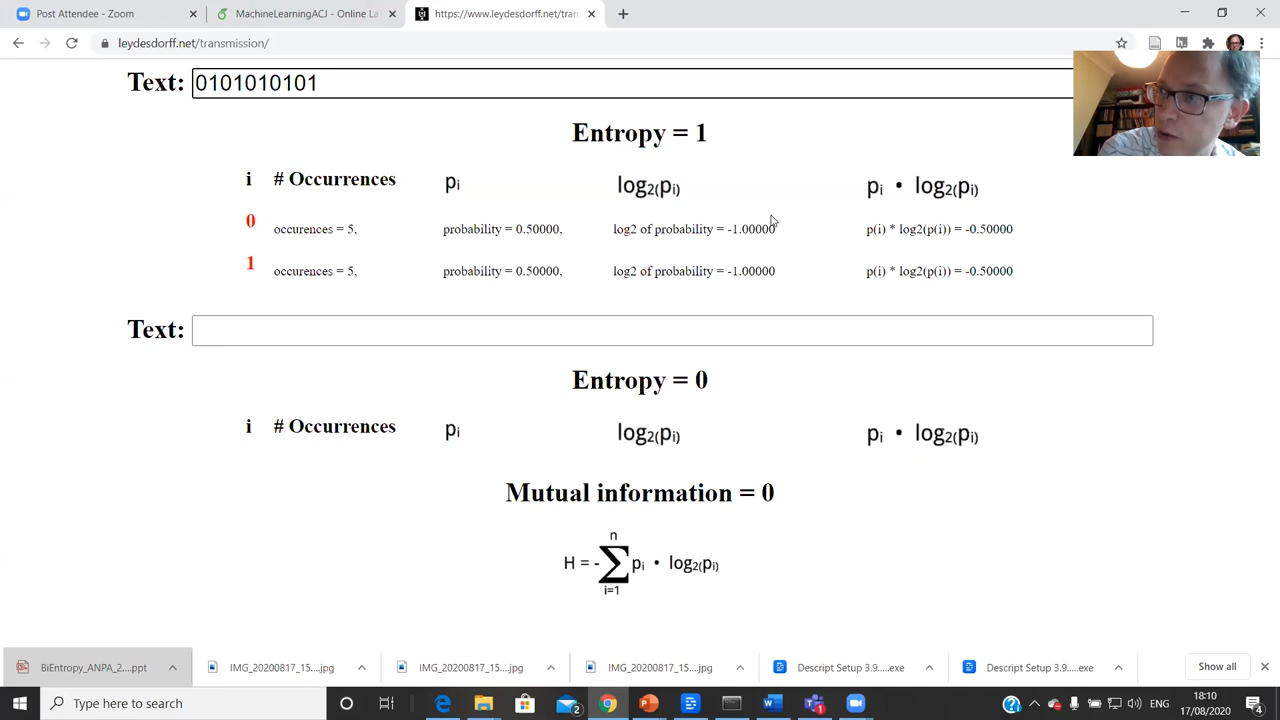 Post Attendee - Zoom
MachineLearningACJ - Online La
https://www.leydesdorff.net/tran
leydesdorff.net/transmission/
Text: 0101010101
Entropy = 1
i # Occurrences pi log2(pi) pi • log2(pi)
0 occurences = 5, probability = 0.50000, log2 of probability = -1.00000 p(i) * log2(p(i)) = -0.50000
1 occurences = 5, probability = 0.50000, log2 of probability = -1.00000 p(i) * log2(p(i)) = -0.50000
Text:
Entropy = 0
i # Occurrences pi log2(pi) pi • log2(pi)
Mutual information = 0
n
H = -∑ pi • log2(pi)
i=1
BiEntropy_ANPA_2....ppt IMG_20200817_15....jpg IMG_20200817_15....jpg IMG_20200817_15....jpg Descript Setup 3.9.....exe Descript Setup 3.9.....exe Show all
Type here to search 2 1 ENG 18:10
17/08/2020 4